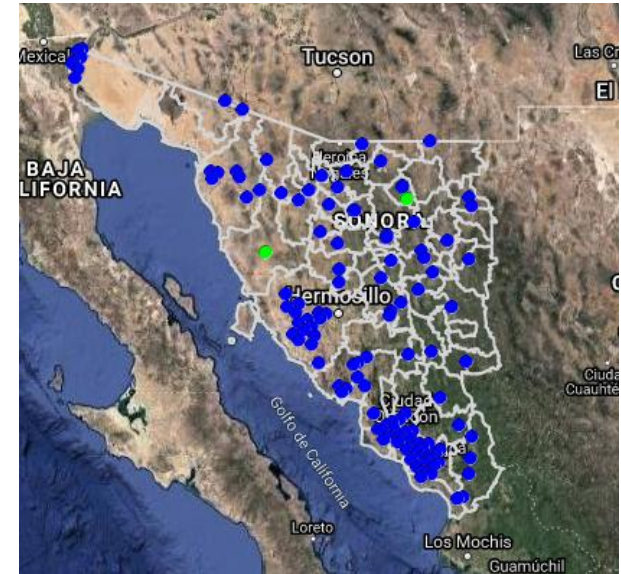 Mexical
Tucson
Las Cr
El
BAJA
LIFORNIA
SONORA
Hermosillo
Ciudad
Ciuda
Cuauhté
Golfo de California
Loreto
Los Mochis
Guamúchil